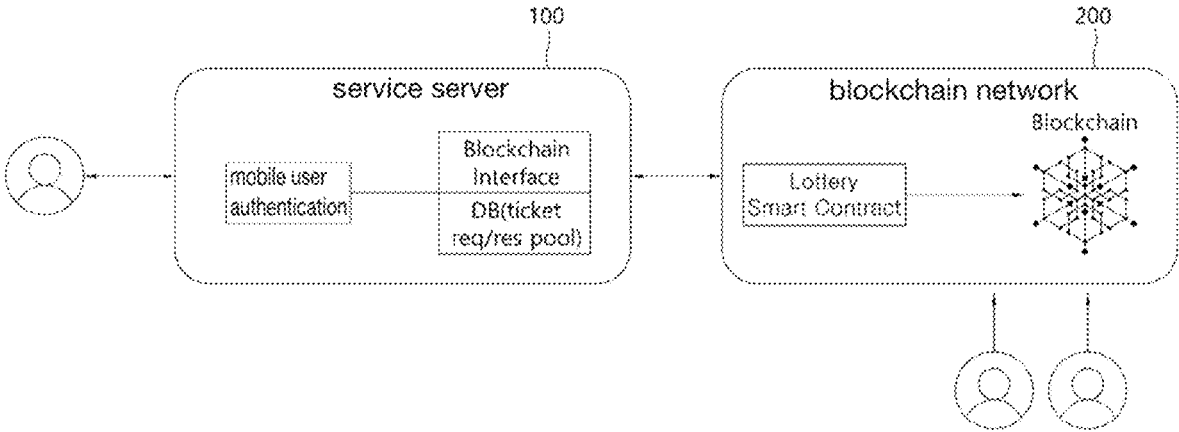 100
200
service server
blockchain network
Blockchain
mobile user
authentication
Blockchain
Interface
DB(ticket
req/res pool)
Lottery
Smart Contract